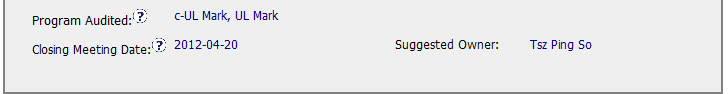 Program Audited:? c-UL Mark, UL Mark
Closing Meeting Date:? 2012-04-20 Suggested Owner: Tsz Ping So